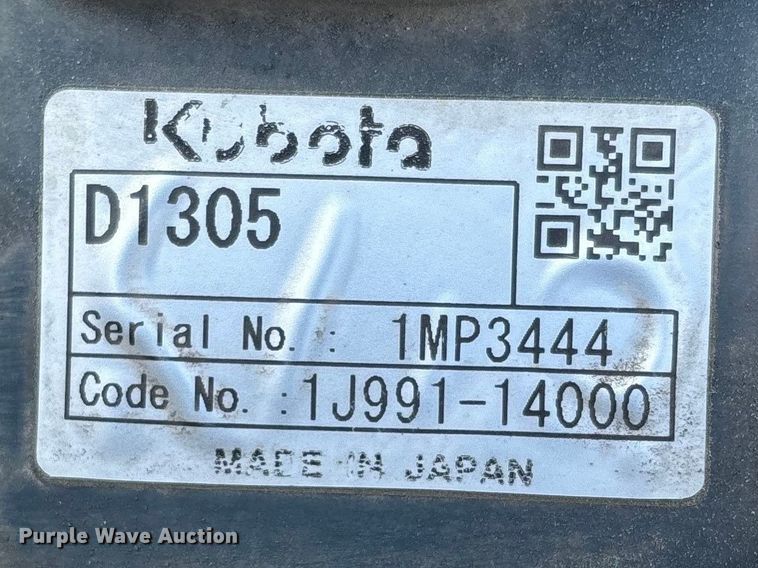 Kubota
D1305
Serial No. : 1MP3444
Code No. : 1J991-14000
MADE IN JAPAN
Purple Wave Auction